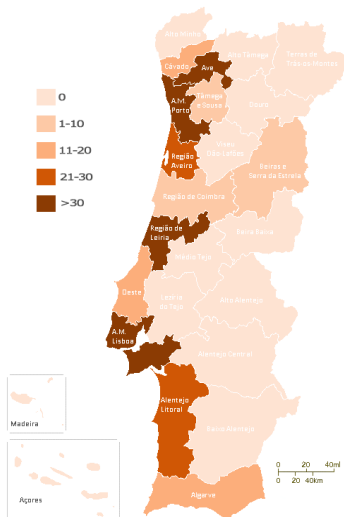 Alto Minho
Cávado
Ave
Alto Tâmega
Terras de
Trás-os-Montes
A.M.
Porto
Tâmega
e Sousa
Douro
Região
Aveiro
Viseu
Dão Lafões
Beiras e
Serra da Estrela
Região de Coimbra
Região de
Leiria
Beira Baixa
Médio Tejo
Oeste
Lezíria
do Tejo
Alto Alentejo
A.M.
Lisboa
Alentejo Central
Alentejo
Litoral
Baixo Alentejo
Algarve
0
1-10
11-20
21-30
>30
Madeira
Açores
0 20 40ml
0 20 40km